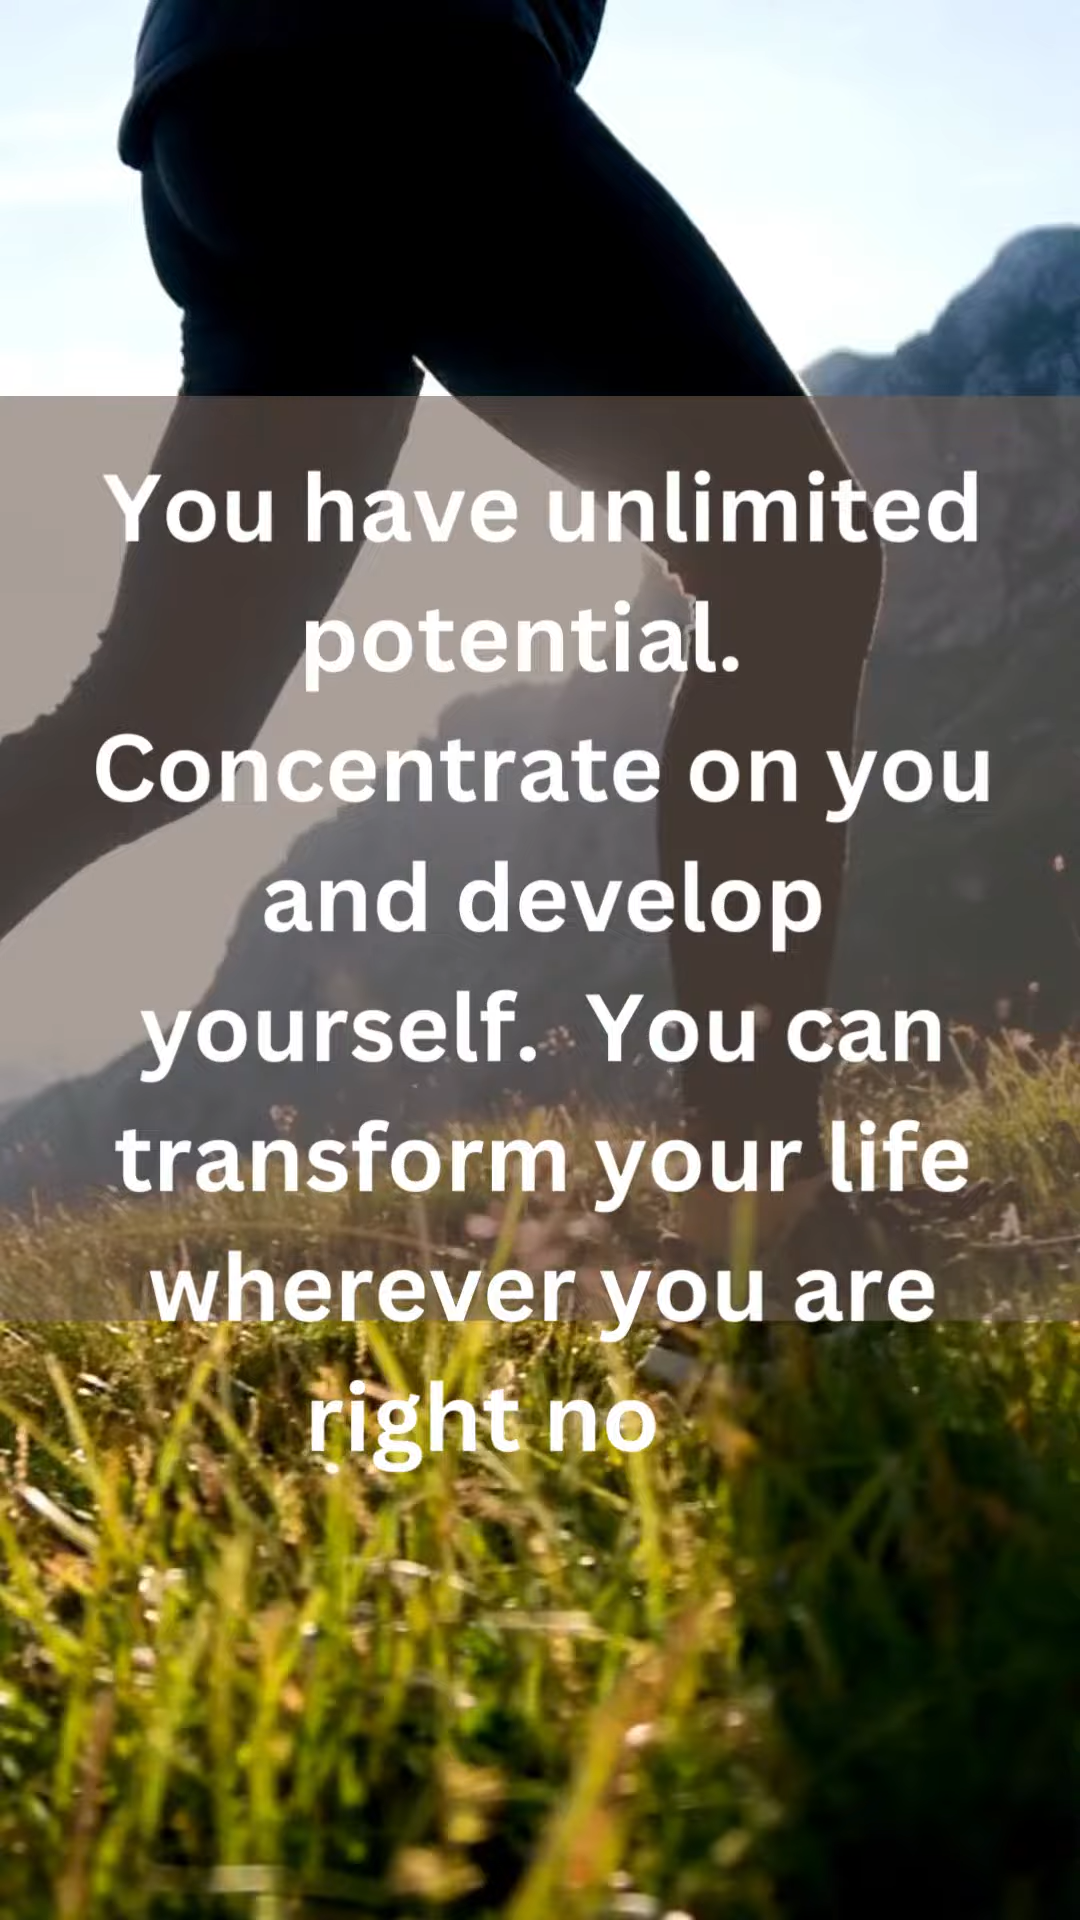 You have unlimited
potential.
Concentrate on you
and develop
yourself.  You can
transform your life
wherever you are
right no